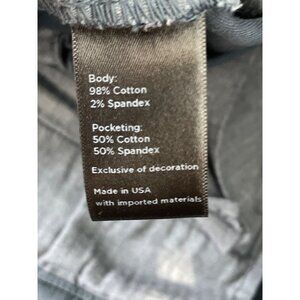 Body:
98% Cotton
2% Spandex
Pocketing:
50% Cotton
50% Spandex
Exclusive of decoration
Made in USA
with imported materials